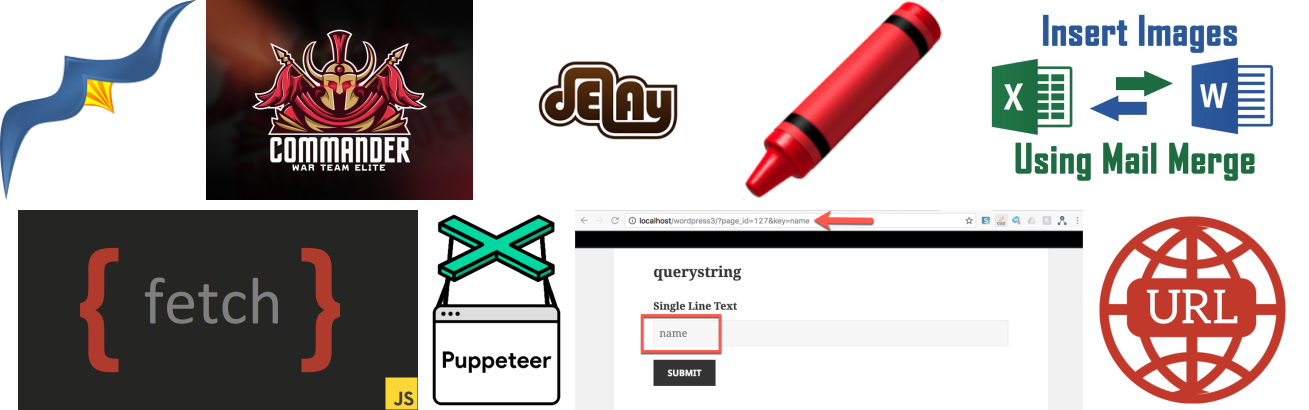 COMMANDER
WAR TEAM ELITE
dELAy
Insert Images
X
W
Using Mail Merge
{ fetch }
JS
Puppeteer
localhost/wordpress3/?page_id=127&key=name
querystring
Single Line Text
name
SUBMIT
URL